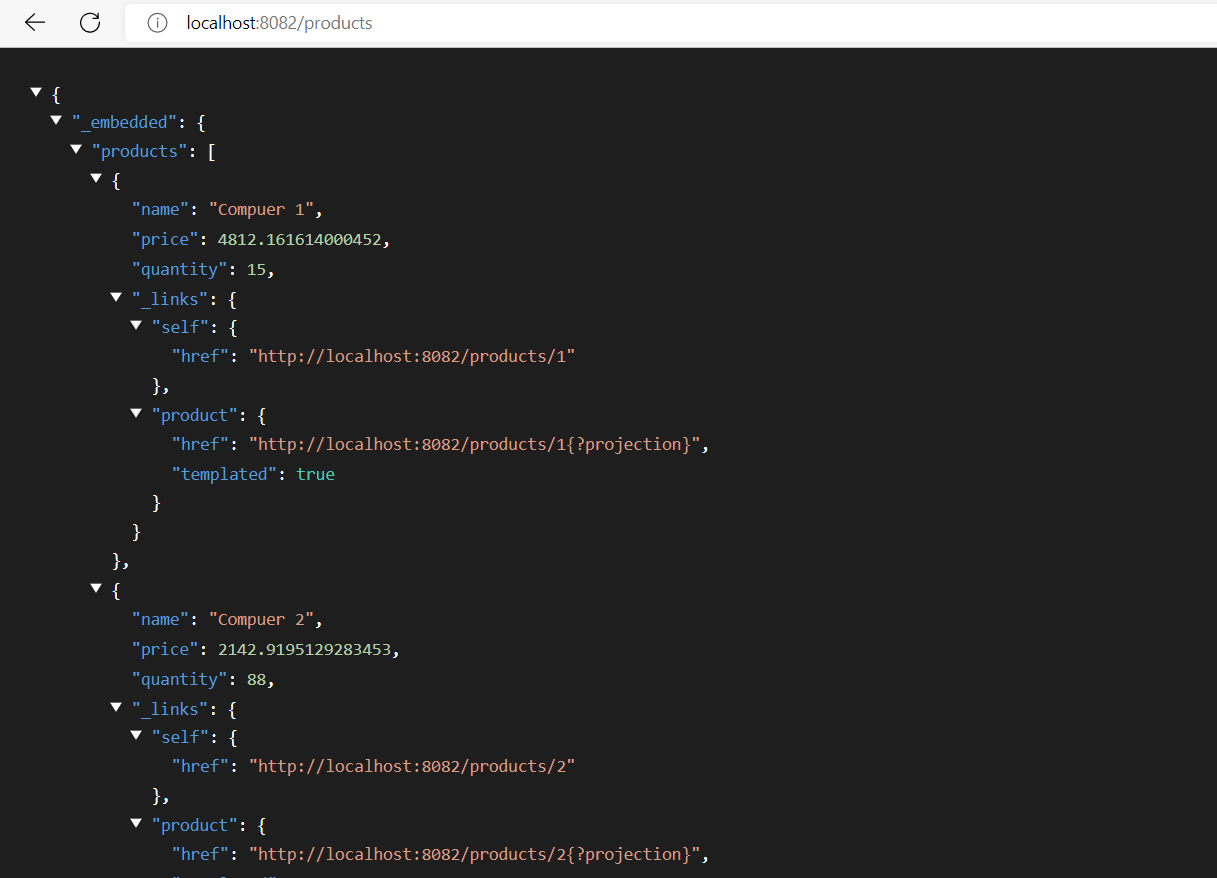 localhost:8082/products
{
"_embedded": {
"products": [
{
"name": "Compuer 1",
"price": 4812.161614000452,
"quantity": 15,
"_links": {
"self": {
"href": "http://localhost:8082/products/1"
},
"product": {
"href": "http://localhost:8082/products/1{?projection}",
"templated": true
}
}
},
{
"name": "Compuer 2",
"price": 2142.9195129283453,
"quantity": 88,
"_links": {
"self": {
"href": "http://localhost:8082/products/2"
},
"product": {
"href": "http://localhost:8082/products/2{?projection}",